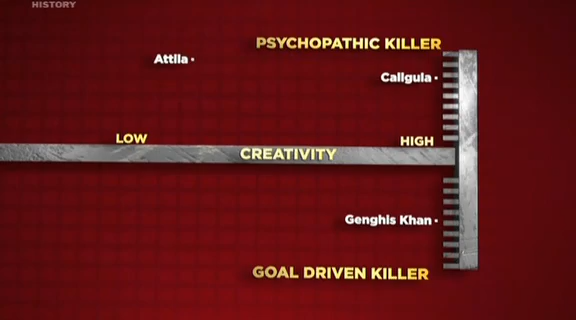 HISTORY
PSYCHOPATHIC KILLER
Attila
Caligula
LOW
HIGH
CREATIVITY
Genghis Khan
GOAL DRIVEN KILLER